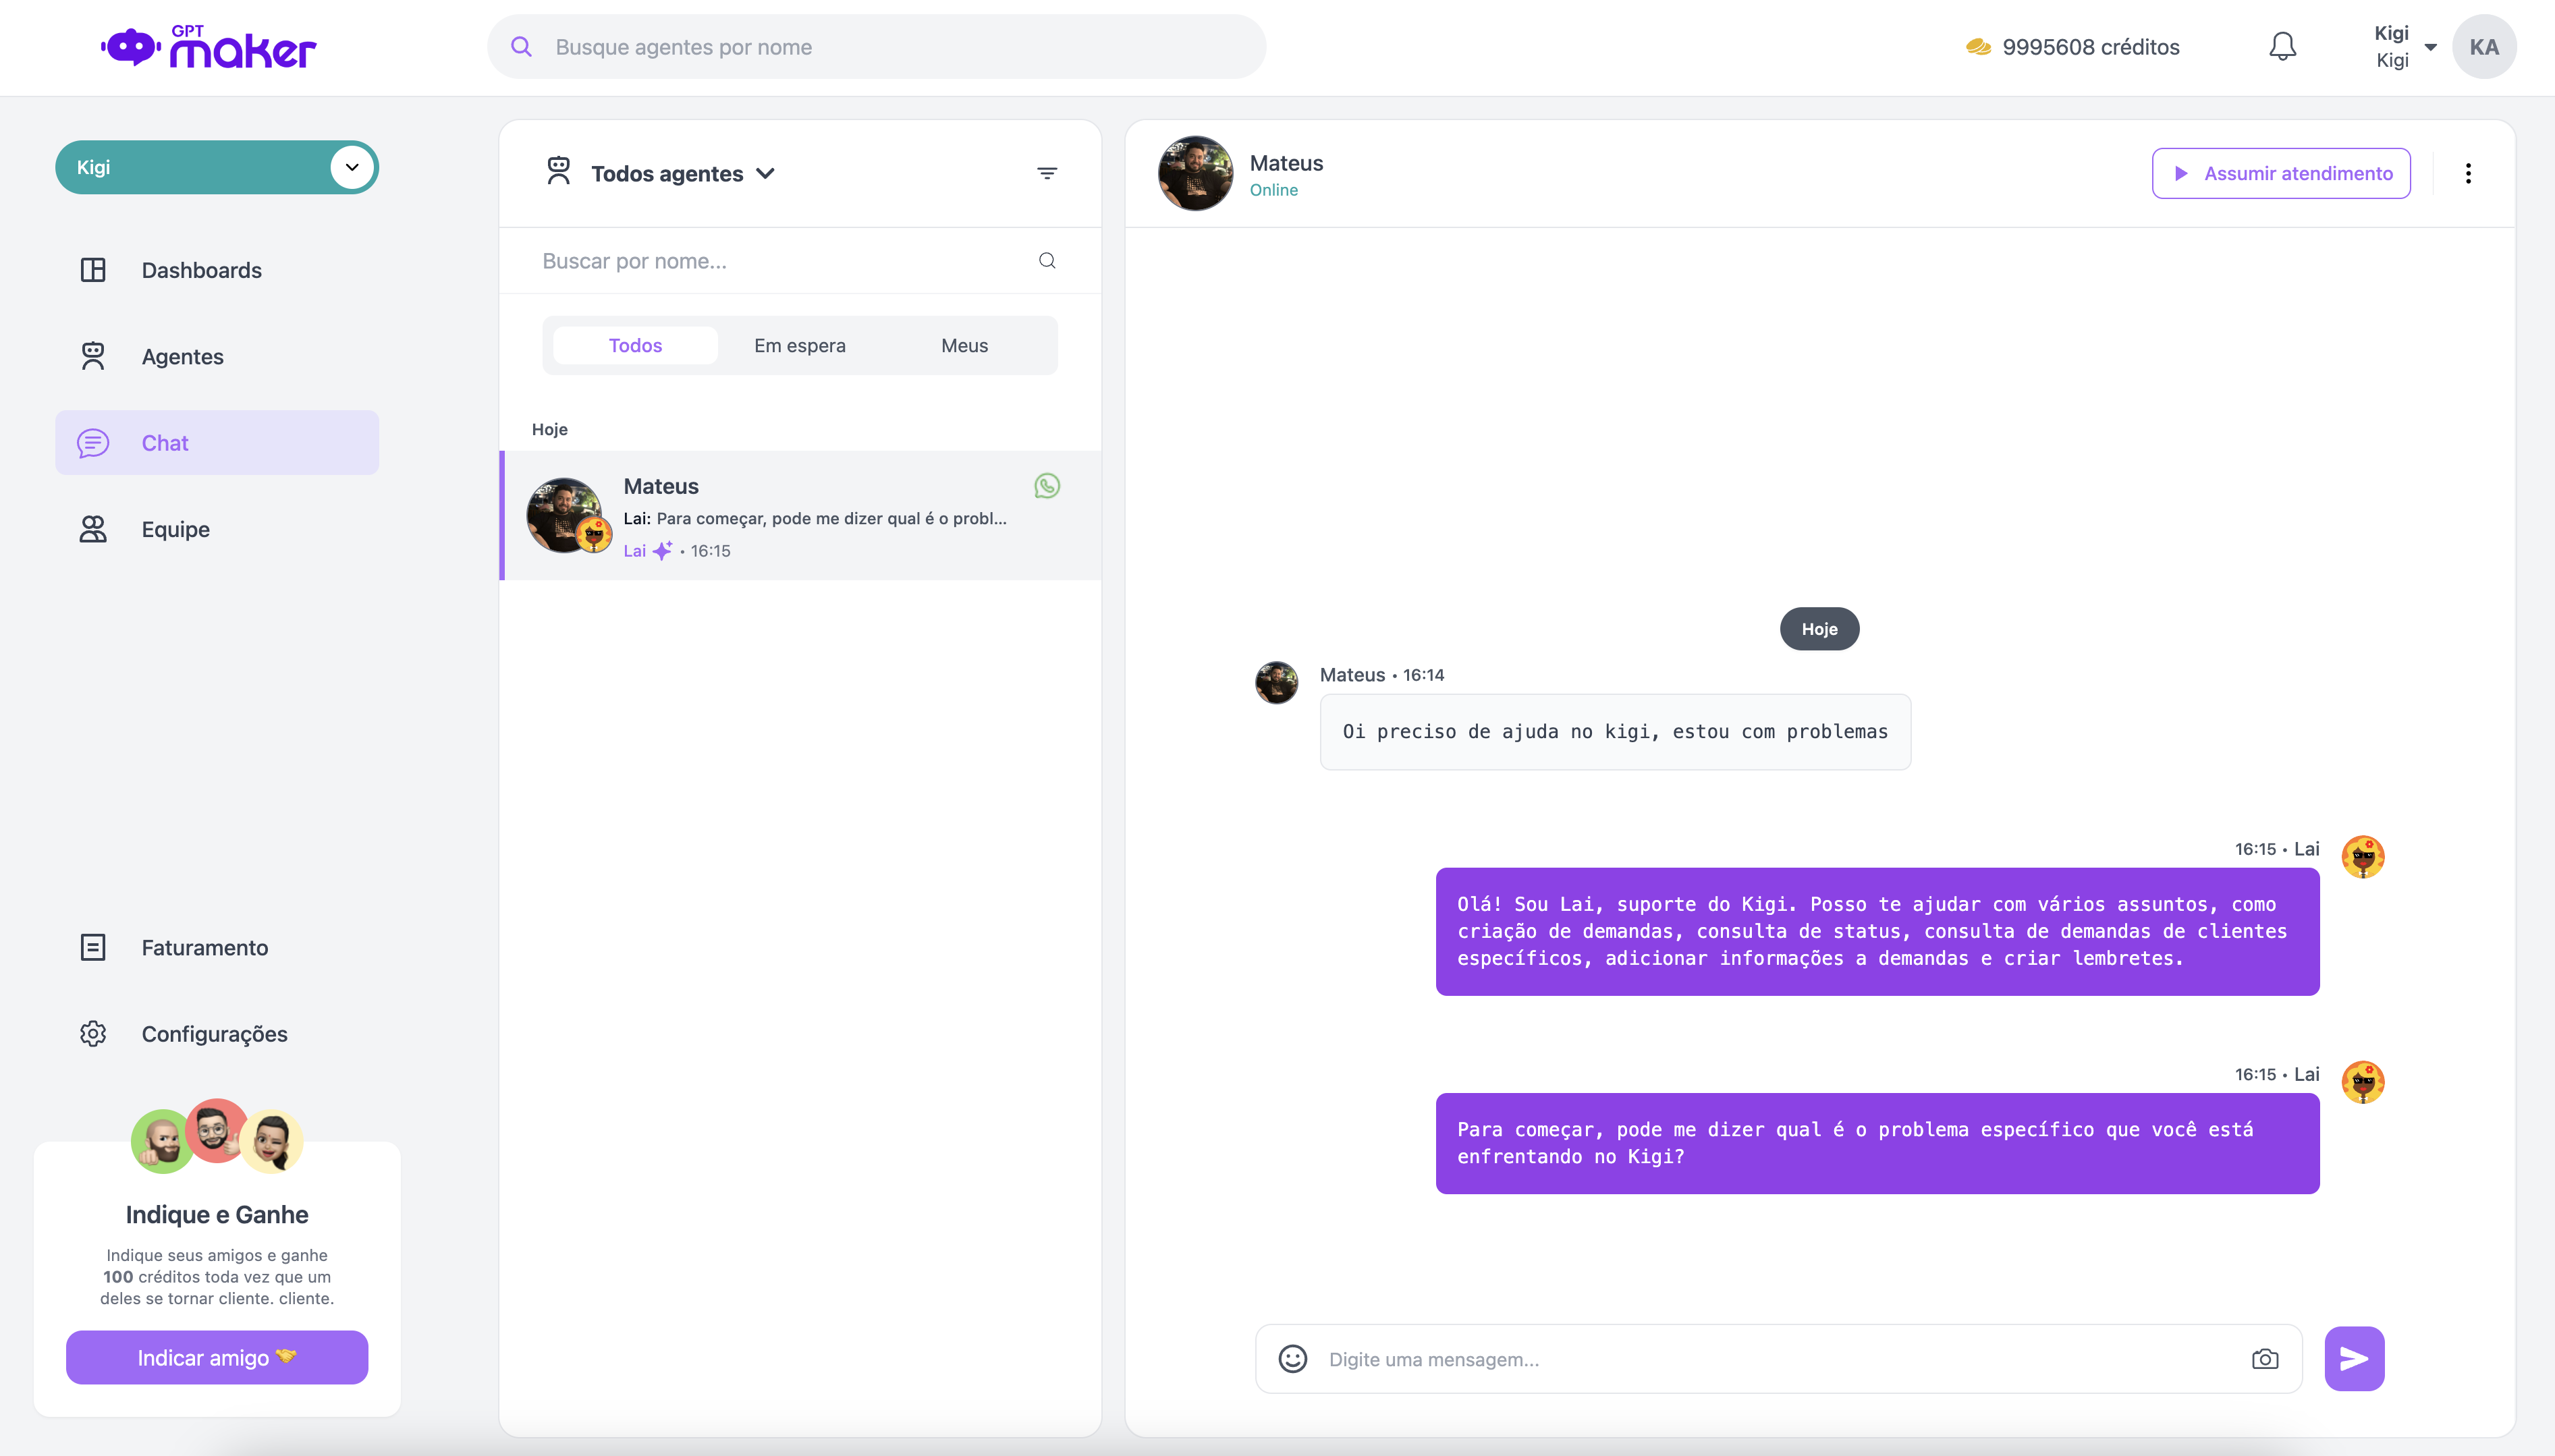 GPT
maker
Busque agentes por nome
9995608 créditos
Kigi
Kigi
KA
Kigi
Dashboards
Agentes
Chat
Equipe
Faturamento
Configurações
Indique e Ganhe
Indique seus amigos e ganhe
100 créditos toda vez que um
deles se tornar cliente. cliente.
Indicar amigo
Todos agentes
Buscar por nome...
Todos
Em espera
Meus
Hoje
Mateus
Lai: Para começar, pode me dizer qual é o probl...
Lai • 16:15
Mateus
Online
Assumir atendimento
Hoje
Mateus • 16:14
Oi preciso de ajuda no kigi, estou com problemas
16:15 • Lai
Olá! Sou Lai, suporte do Kigi. Posso te ajudar com vários assuntos, como
criação de demandas, consulta de status, consulta de demandas de clientes
específicos, adicionar informações a demandas e criar lembretes.
16:15 • Lai
Para começar, pode me dizer qual é o problema específico que você está
enfrentando no Kigi?
Digite uma mensagem...